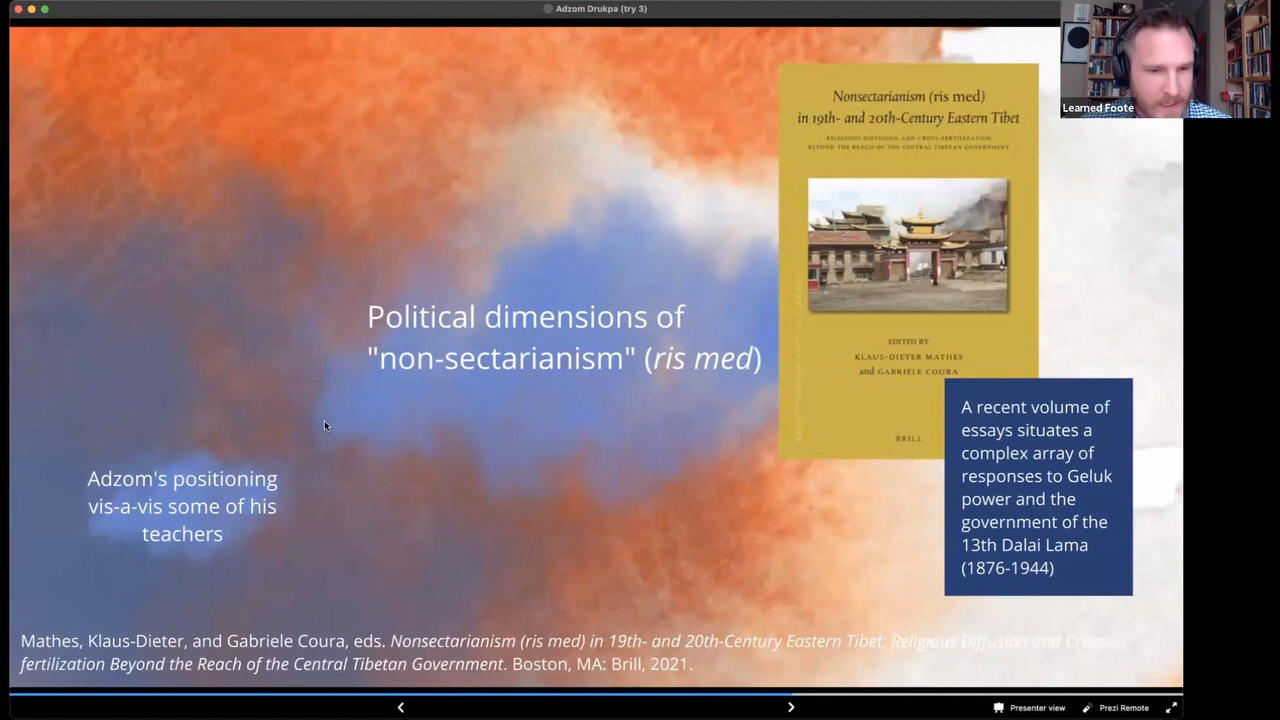 Adzom Drukpa (try 3)
Learned Foote
Nonsectarianism (ris med)
in 19th- and 20th-Century Eastern Tibet
RELIGIOUS DIFFUSION AND CROSS-FERTILIZATION
BEYOND THE REACH OF THE CENTRAL TIBETAN GOVERNMENT
EDITED BY
KLAUS-DIETER MATHES
and GABRIELE COURA
BRILL
Political dimensions of
"non-sectarianism" (ris med)
A recent volume of
essays situates a
complex array of
responses to Geluk
power and the
government of the
13th Dalai Lama
(1876-1944)
Adzom's positioning
vis-a-vis some of his
teachers
Mathes, Klaus-Dieter, and Gabriele Coura, eds. Nonsectarianism (ris med) in 19th- and 20th-Century Eastern Tibet: Religious Diffusion and Cross-
fertilization Beyond the Reach of the Central Tibetan Government. Boston, MA: Brill, 2021.
Presenter view
Prezi Remote